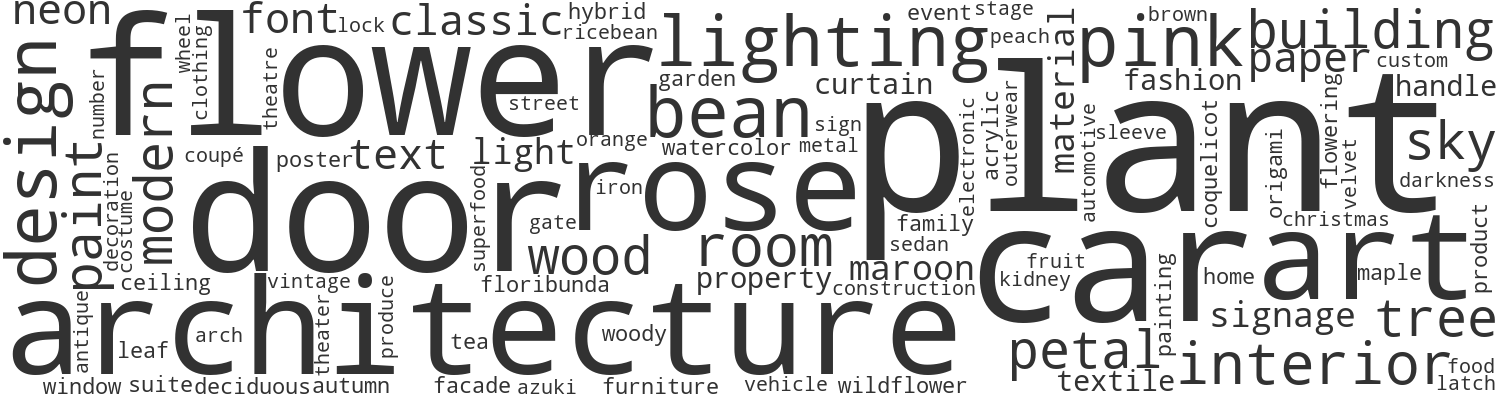 neon
font
lock
classic
hybrid
ricebean
lighting
event
stage
peach
material
pink
brown
building
paper
custom
handle
flower
wheel
clothing
theatre
garden
curtain
fashion
design
number
modern
street
bean
sign
plant
electronic
acrylic
outerwear
automotive
sleeve
coquelicot
origami
flowering
velvet
sky
darkness
paint
decoration
costume
coupé
poster
text
light
orange
watercolor
metal
door
superfood
iron
rose
gate
wood
room
family
sedan
christmas
product
ceiling
vintage
floribunda
property
maroon
construction
car
fruit
kidney
painting
home
art
maple
architecture
antique
leaf
arch
theater
produce
tea
woody
signage
tree
petal
interior
textile
food
latch
window
suite
deciduous
autumn
facade
azuki
furniture
vehicle
wildflower